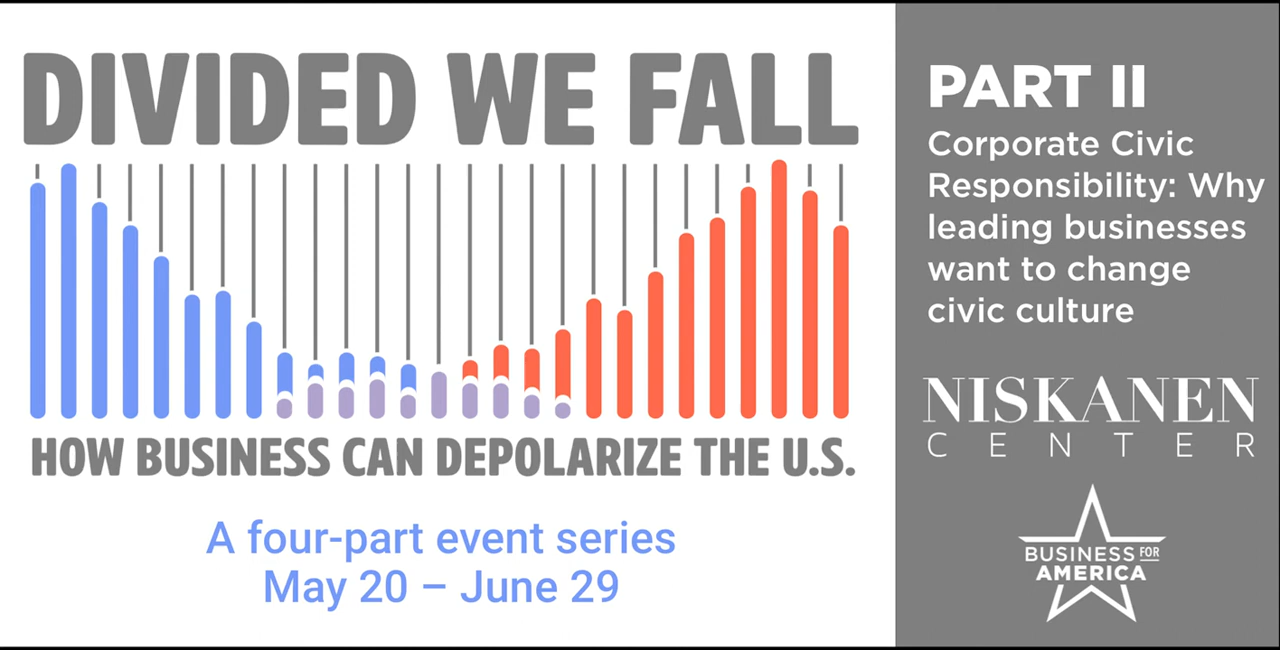 DIVIDED WE FALL
HOW BUSINESS CAN DEPOLARIZE THE U.S.
A four-part event series
May 20 – June 29
PART II
Corporate Civic
Responsibility: Why
leading businesses
want to change
civic culture
NISKANEN
CENTER
BUSINESS FOR
AMERICA